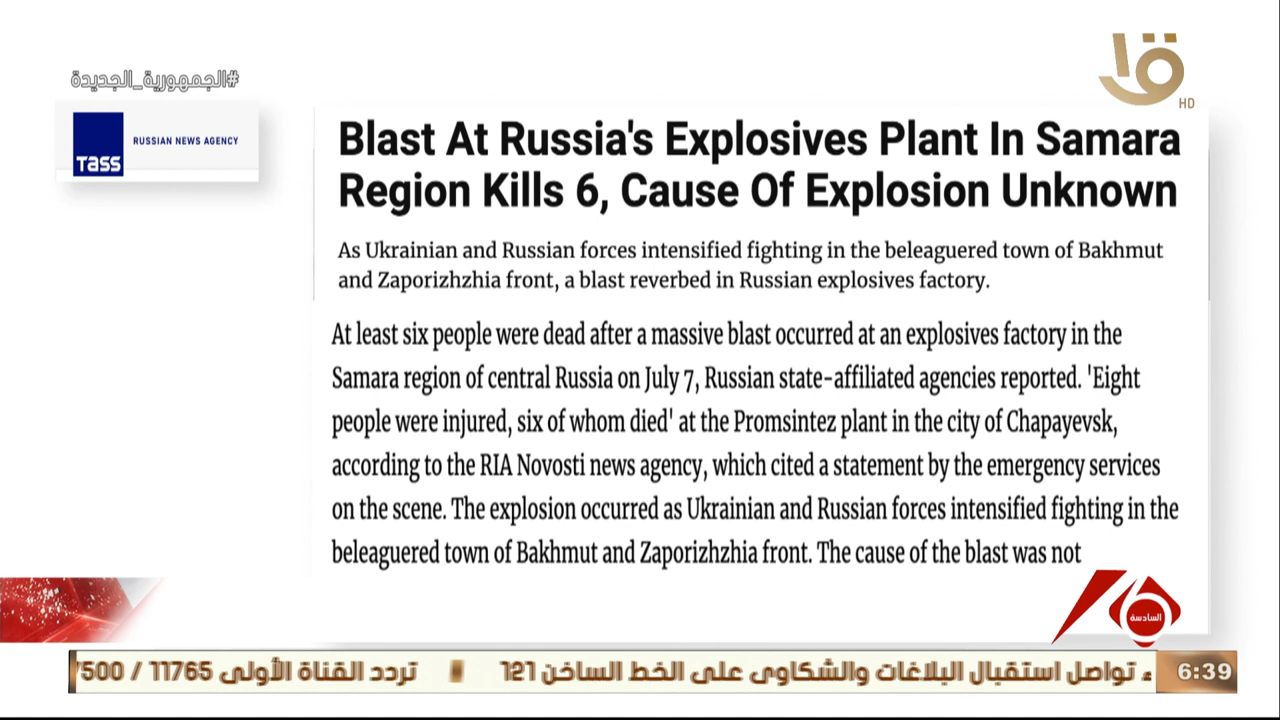 #الجمهورية_الجديدة
HD
TASS
RUSSIAN NEWS AGENCY
Blast At Russia's Explosives Plant In Samara
Region Kills 6, Cause Of Explosion Unknown
As Ukrainian and Russian forces intensified fighting in the beleaguered town of Bakhmut
and Zaporizhzhia front, a blast reverbed in Russian explosives factory.
At least six people were dead after a massive blast occurred at an explosives factory in the
Samara region of central Russia on July 7, Russian state-affiliated agencies reported. 'Eight
people were injured, six of whom died' at the Promsintez plant in the city of Chapayevsk,
according to the RIA Novosti news agency, which cited a statement by the emergency services
on the scene. The explosion occurred as Ukrainian and Russian forces intensified fighting in the
beleaguered town of Bakhmut and Zaporizhzhia front. The cause of the blast was not
السادسة
ء تواصل استقبال البلاغات والشكاوى على الخط الساخن 121 تردد القناة الأولى 11765 / 500
6:39